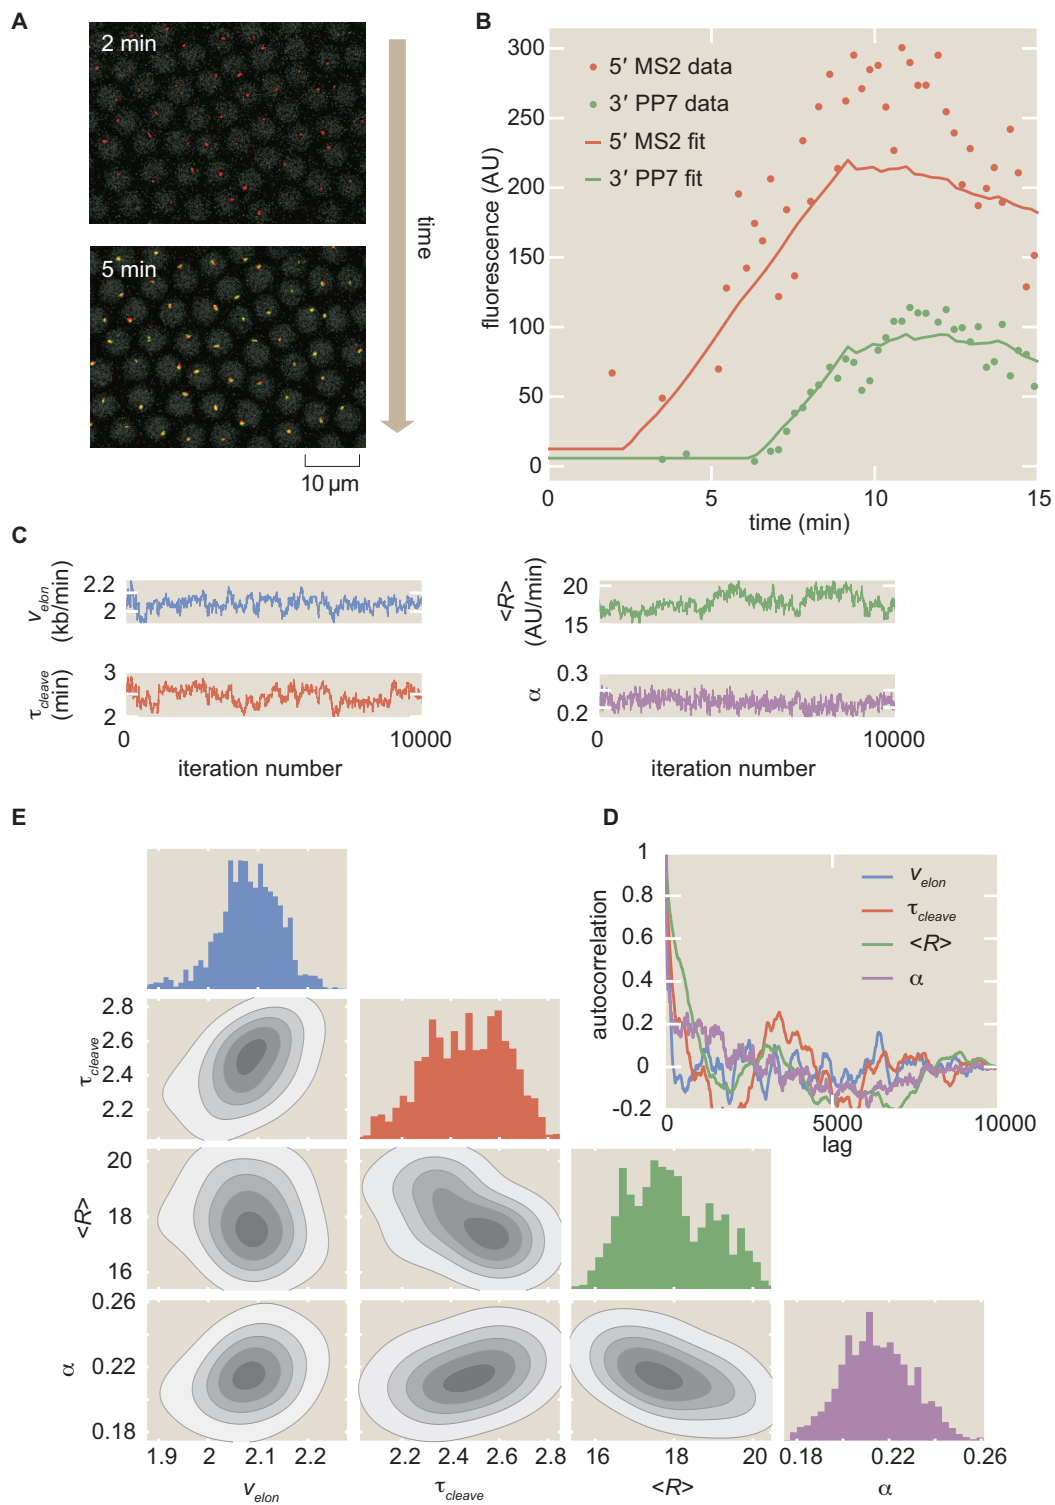 A
2 min
5 min
time
10 µm
B
300
250
200
150
100
50
0
fluorescence (AU)
5′ MS2 data
3′ PP7 data
5′ MS2 fit
3′ PP7 fit
0
5
10
15
time (min)
C
v_elon
(kb/min)
2.2
2
τ_cleave
(min)
3
2
0
10000
iteration number
<R>
(AU/min)
20
15
α
0.3
0.2
0
10000
iteration number
E
D
1
0.8
0.6
0.4
0.2
0
-0.2
autocorrelation
v_elon
τ_cleave
<R>
α
0
5000
10000
lag
τ_cleave
2.8
2.6
2.4
2.2
<R>
20
18
16
α
0.26
0.22
0.18
1.9
2
2.1
2.2
v_elon
2.2
2.4
2.6
2.8
τ_cleave
16
18
20
<R>
0.18
0.22
0.26
α